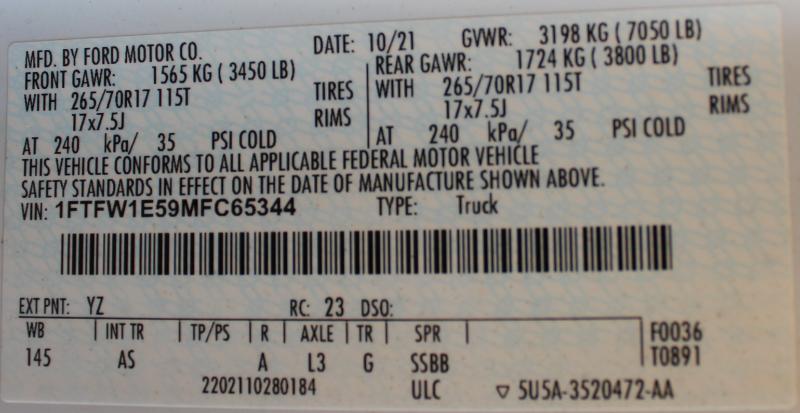 MFD. BY FORD MOTOR CO. DATE: 10/21 GVWR: 3198 KG ( 7050 LB)
FRONT GAWR: 1565 KG ( 3450 LB) REAR GAWR: 1724 KG ( 3800 LB)
WITH 265/70R17 115T TIRES WITH 265/70R17 115T TIRES
17x7.5J RIMS 17x7.5J RIMS
AT 240 kPa/ 35 PSI COLD AT 240 kPa/ 35 PSI COLD
THIS VEHICLE CONFORMS TO ALL APPLICABLE FEDERAL MOTOR VEHICLE
SAFETY STANDARDS IN EFFECT ON THE DATE OF MANUFACTURE SHOWN ABOVE.
VIN: 1FTFW1E59MFC65344 TYPE: Truck
EXT PNT: YZ RC: 23 DSO:
WB INT TR TP/PS R AXLE TR SPR F0036
145 AS A L3 G SSBB T0891
2202110280184 ULC ▽ 5U5A-3520472-AA